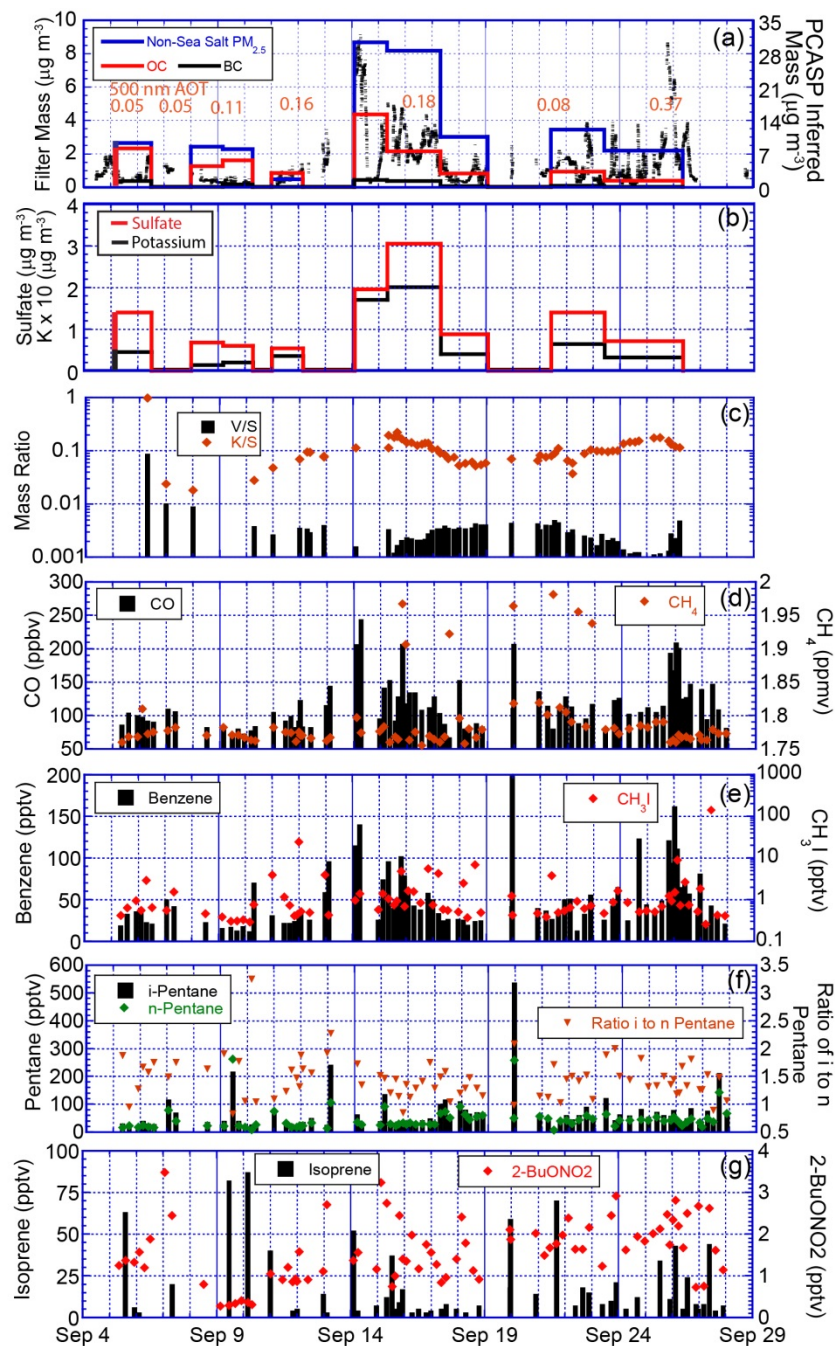 (a)
Non-Sea Salt PM2.5
OC BC
500 nm AOT
0.05 0.05 0.11 0.16 0.18 0.08 0.37
Filter Mass (μg m-3)
10
8
6
4
2
0
PCASP Inferred
Mass (μg m-3)
35
30
24
18
12
7
0
(b)
Sulfate
Potassium
Sulfate (μg m-3)
K x 10 (μg m-3)
4
3
2
1
0
(c)
V/S
K/S
Mass Ratio
1
0.1
0.01
0.001
(d)
CO
CH4
CO (ppbv)
300
250
200
150
100
50
CH4 (ppmv)
2
1.95
1.9
1.85
1.8
1.75
(e)
Benzene
CH3I
Benzene (pptv)
200
150
100
50
0
CH3 I (pptv)
1000
100
10
1
0.1
(f)
i-Pentane
n-Pentane
Ratio i to n Pentane
Pentane (pptv)
600
500
400
300
200
100
0
Ratio of i to n
Pentane
3.5
3
2.5
2
1.5
1
0.5
(g)
Isoprene
2-BuONO2
Isoprene (pptv)
100
75
50
25
0
2-BuONO2 (pptv)
4
3
2
1
0
Sep 4 Sep 9 Sep 14 Sep 19 Sep 24 Sep 29